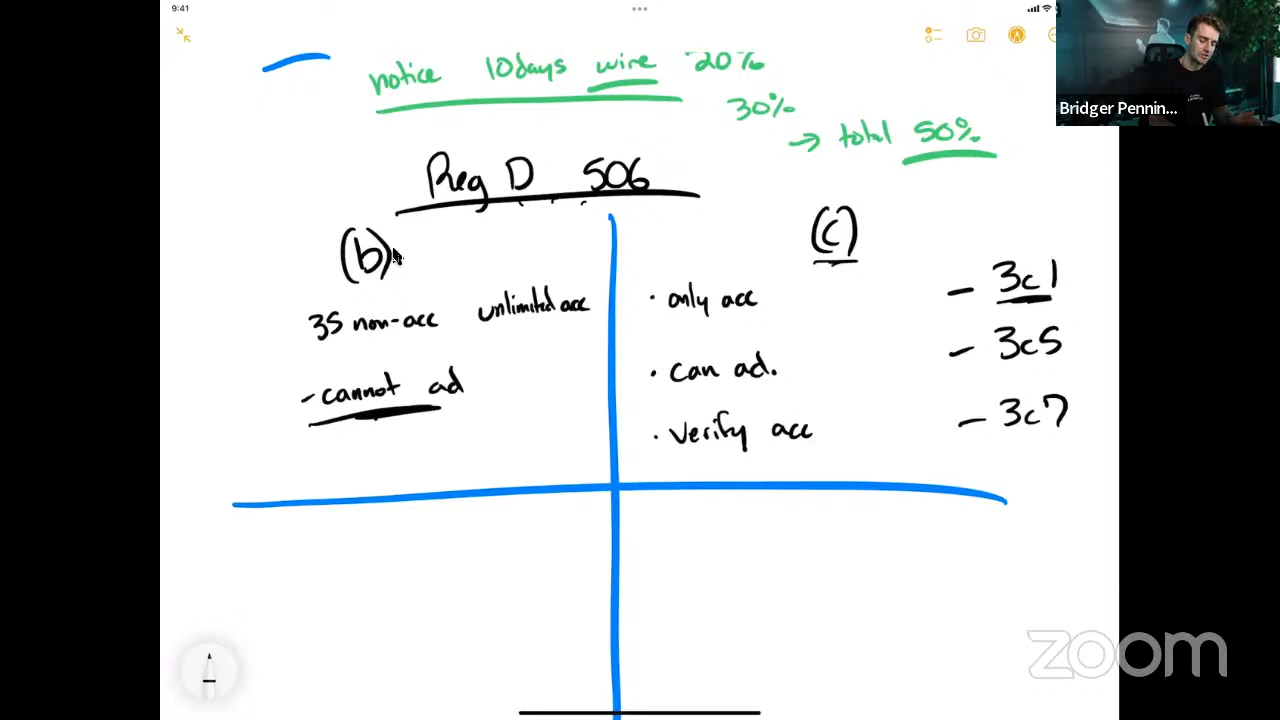 9:41
notice 10days wire 20%
30%
→ total 50%
Bridger Pennin...
Reg D 506
(b)
(c)
35 non-acc unlimited acc
- cannot ad
· only acc
· can ad.
· verify acc
- 3c1
- 3c5
- 3c7
zoom